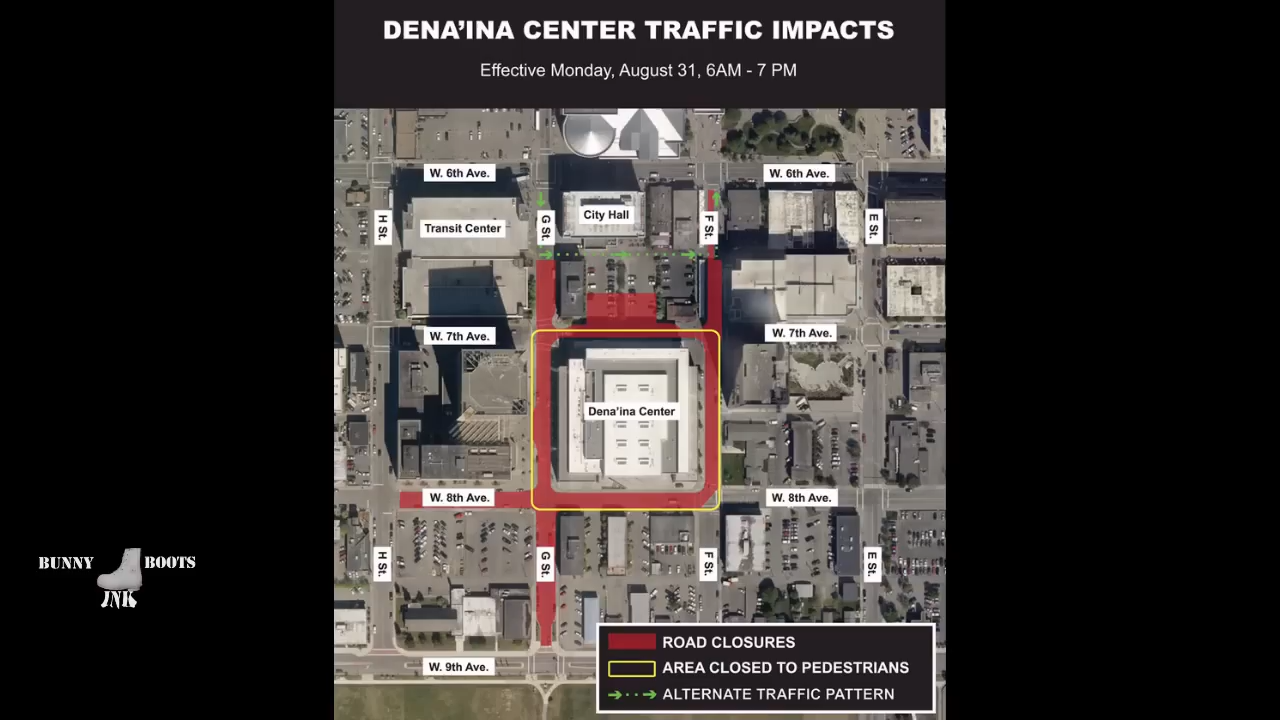 DENA'INA CENTER TRAFFIC IMPACTS
Effective Monday, August 31, 6AM - 7 PM
W. 6th Ave.
W. 6th Ave.
H St.
Transit Center
G St.
City Hall
F St.
E St.
W. 7th Ave.
W. 7th Ave.
Dena'ina Center
W. 8th Ave.
W. 8th Ave.
H St.
G St.
F St.
E St.
BUNNY BOOTS
INK
W. 9th Ave.
ROAD CLOSURES
AREA CLOSED TO PEDESTRIANS
ALTERNATE TRAFFIC PATTERN